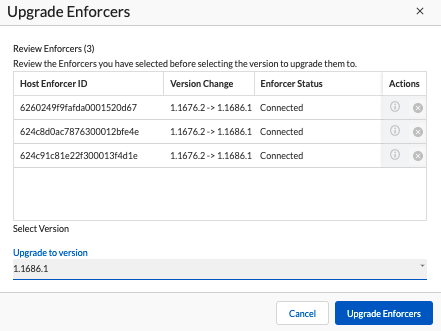 Upgrade Enforcers
Review Enforcers (3)
Review the Enforcers you have selected before selecting the version to upgrade them to.
Host Enforcer ID Version Change Enforcer Status Actions
6260249f9fafda0001520d67 1.1676.2 -> 1.1686.1 Connected
624c8d0ac7876300012bfe4e 1.1676.2 -> 1.1686.1 Connected
624c91c81e22f300013f4d1e 1.1676.2 -> 1.1686.1 Connected
Select Version
Upgrade to version
1.1686.1
Cancel Upgrade Enforcers